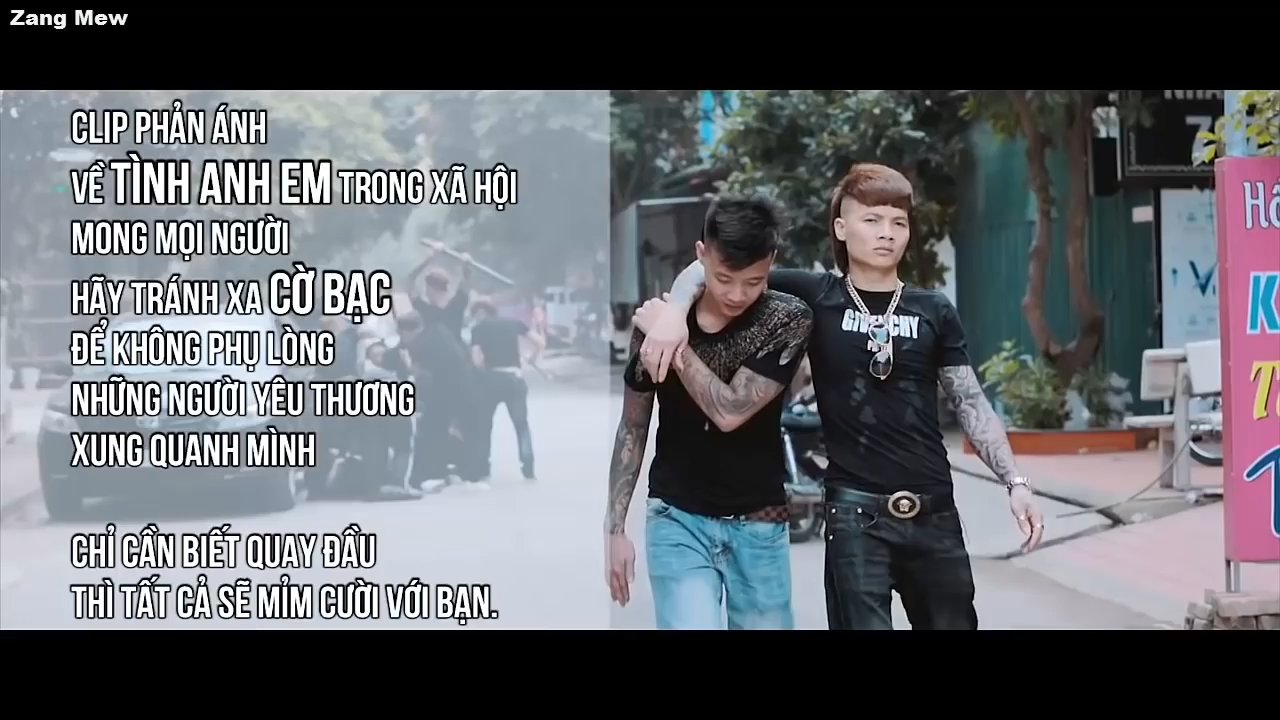 Zang Mew
CLIP PHẢN ÁNH
VỀ TÌNH ANH EM TRONG XÃ HỘI
MONG MỌI NGƯỜI
HÃY TRÁNH XA CỜ BẠC
ĐỂ KHÔNG PHỤ LÒNG
NHỮNG NGƯỜI YÊU THƯƠNG
XUNG QUANH MÌNH
CHỈ CẦN BIẾT QUAY ĐẦU
THÌ TẤT CẢ SẼ MỈM CƯỜI VỚI BẠN.
GIVENCHY